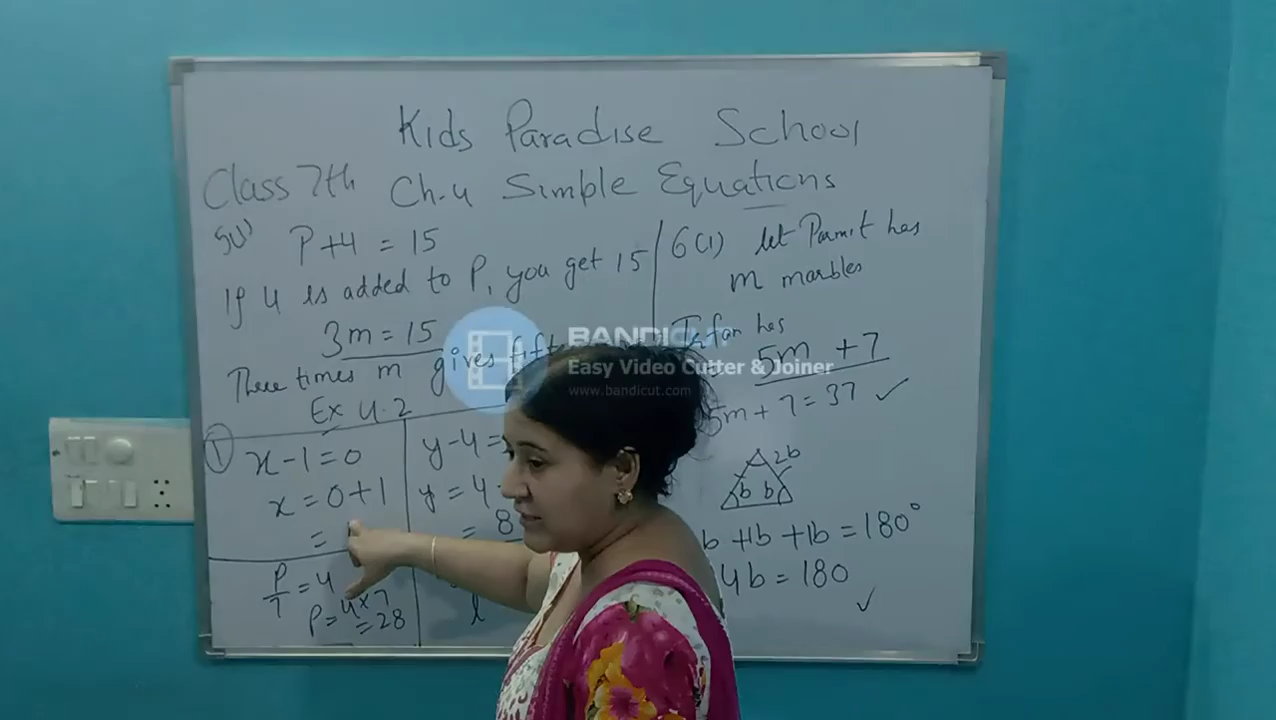 Kids Paradise School
Class 7th Ch.4 Simple Equations
P+4 = 15
If 4 is added to P, you get 15
3m = 15
Three times m gives
Ex 4.2
① x-1=0
x = 0+1
=
P/7 = 4
P = 4×7
= 28
y-4=
y = 4
= 8
l
6(1) let Parmit has
m marbles
Irfan has
5m +7
5m+7=37 ✓
2b
b b
b +1b +1b = 180°
4b = 180
✓
BANDICUT
Easy Video Cutter & Joiner
www.bandicut.com